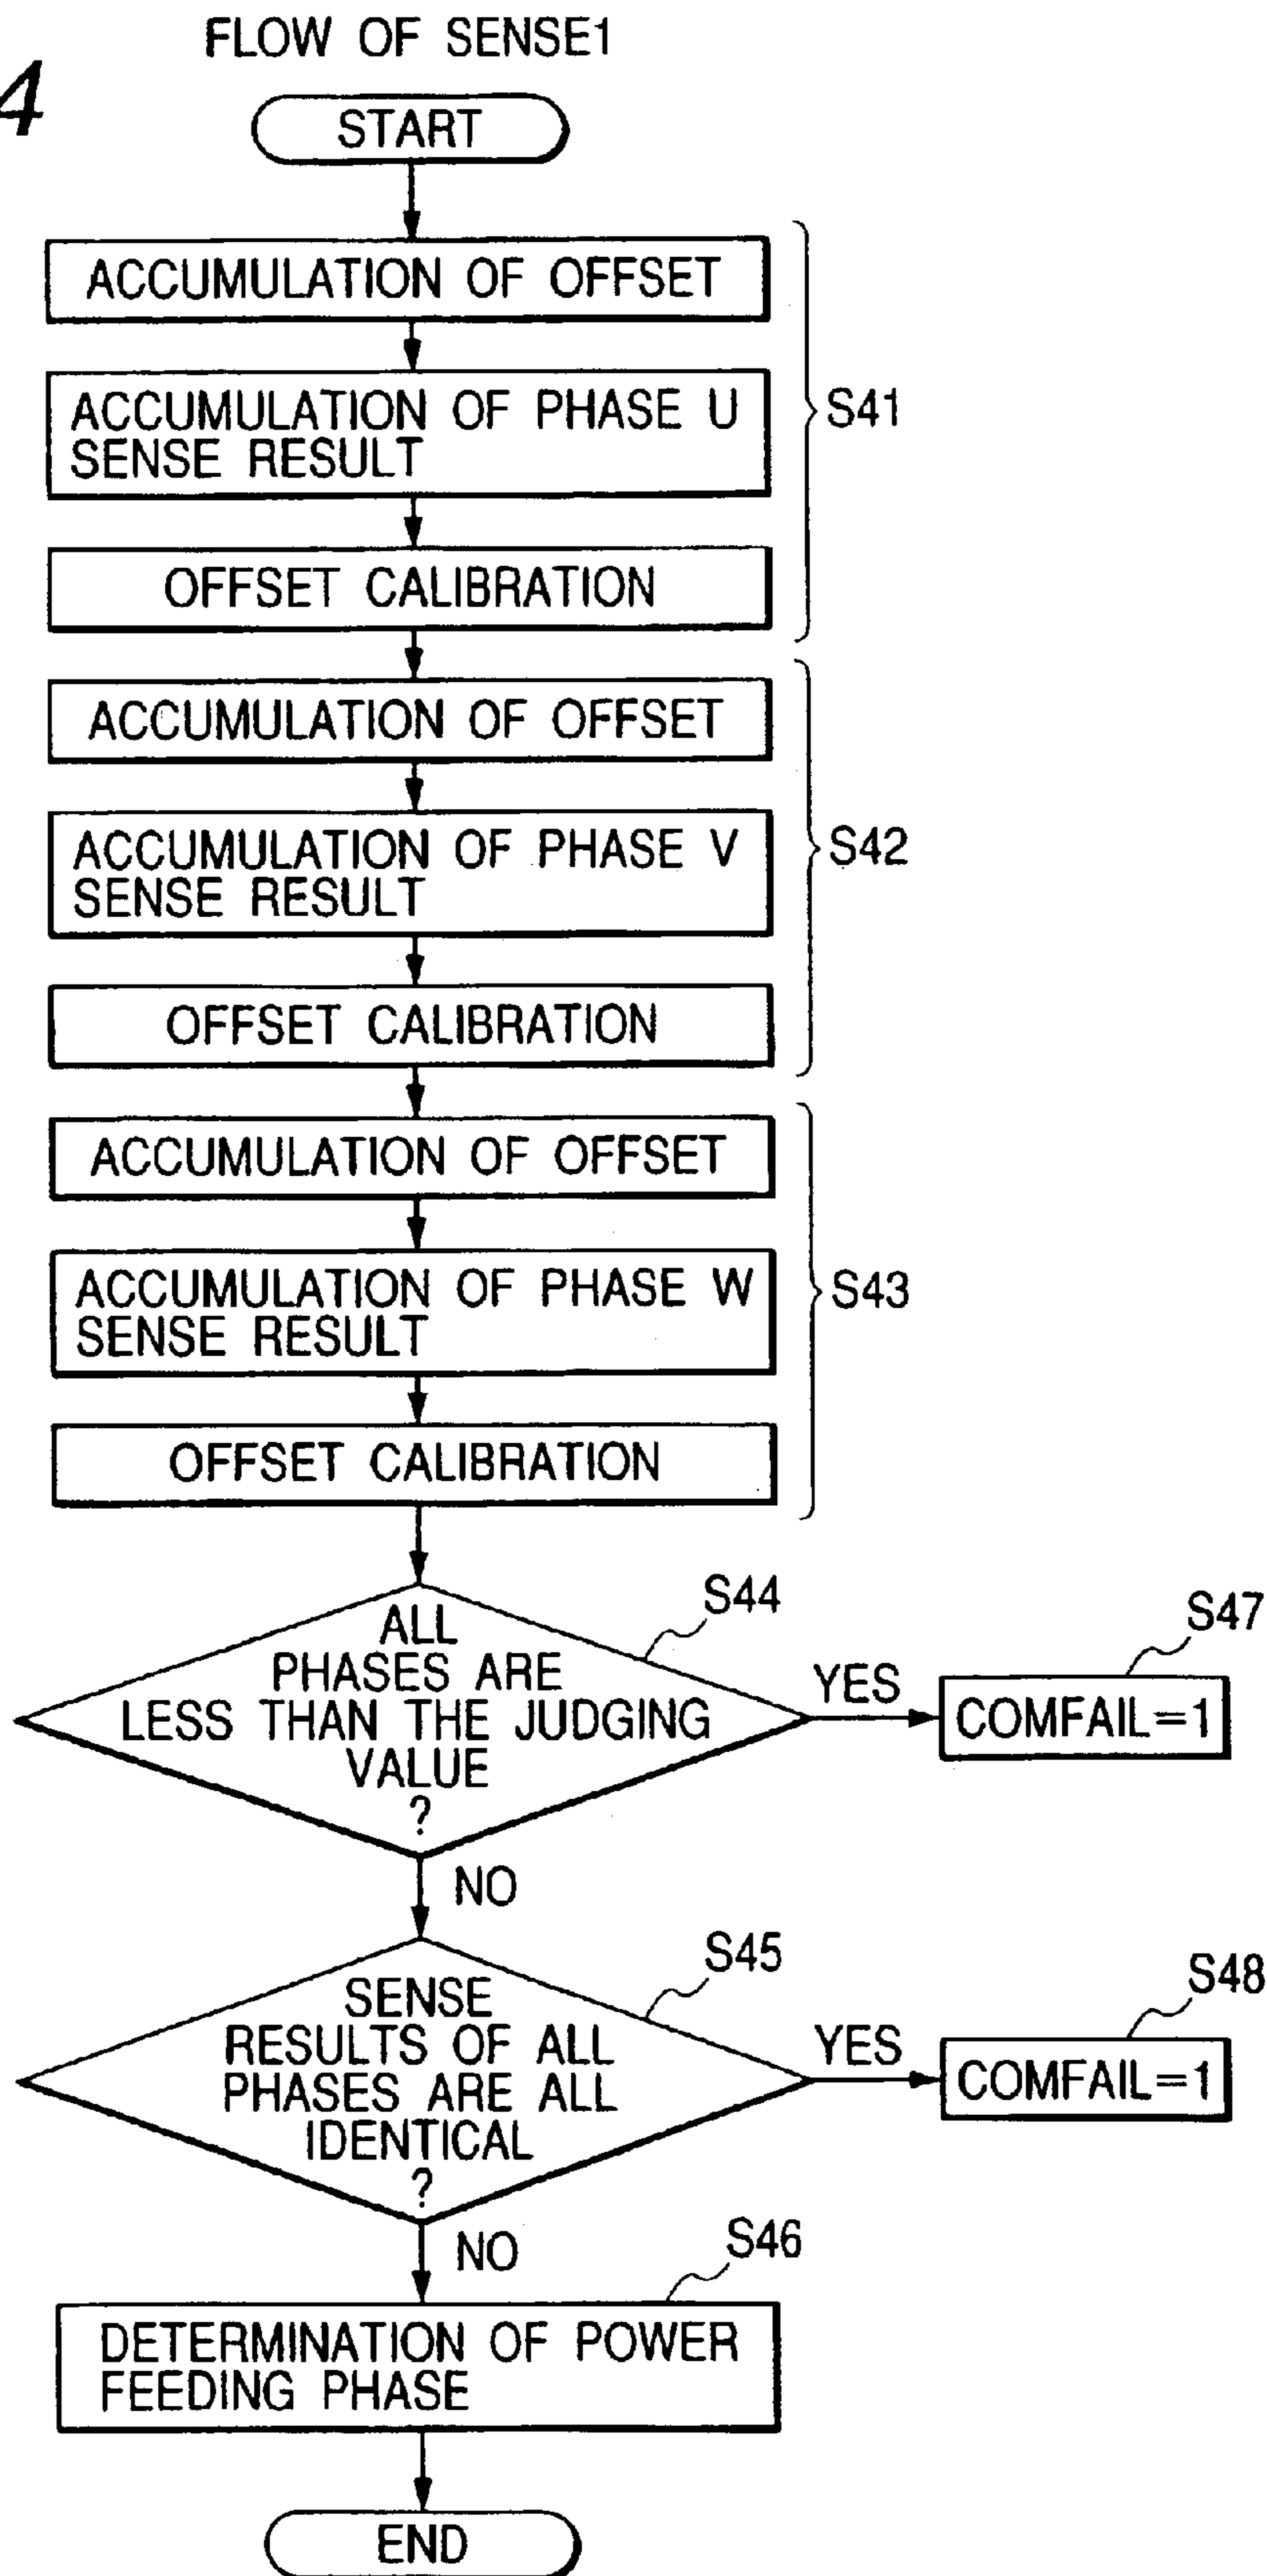 4
FLOW OF SENSE1
START
ACCUMULATION OF OFFSET
ACCUMULATION OF PHASE U
SENSE RESULT
S41
OFFSET CALIBRATION
ACCUMULATION OF OFFSET
ACCUMULATION OF PHASE V
SENSE RESULT
S42
OFFSET CALIBRATION
ACCUMULATION OF OFFSET
ACCUMULATION OF PHASE W
SENSE RESULT
S43
OFFSET CALIBRATION
S44
ALL
PHASES ARE
LESS THAN THE JUDGING
VALUE
?
YES
S47
COMFAIL=1
NO
S45
SENSE
RESULTS OF ALL
PHASES ARE ALL
IDENTICAL
?
YES
S48
COMFAIL=1
NO
S46
DETERMINATION OF POWER
FEEDING PHASE
END